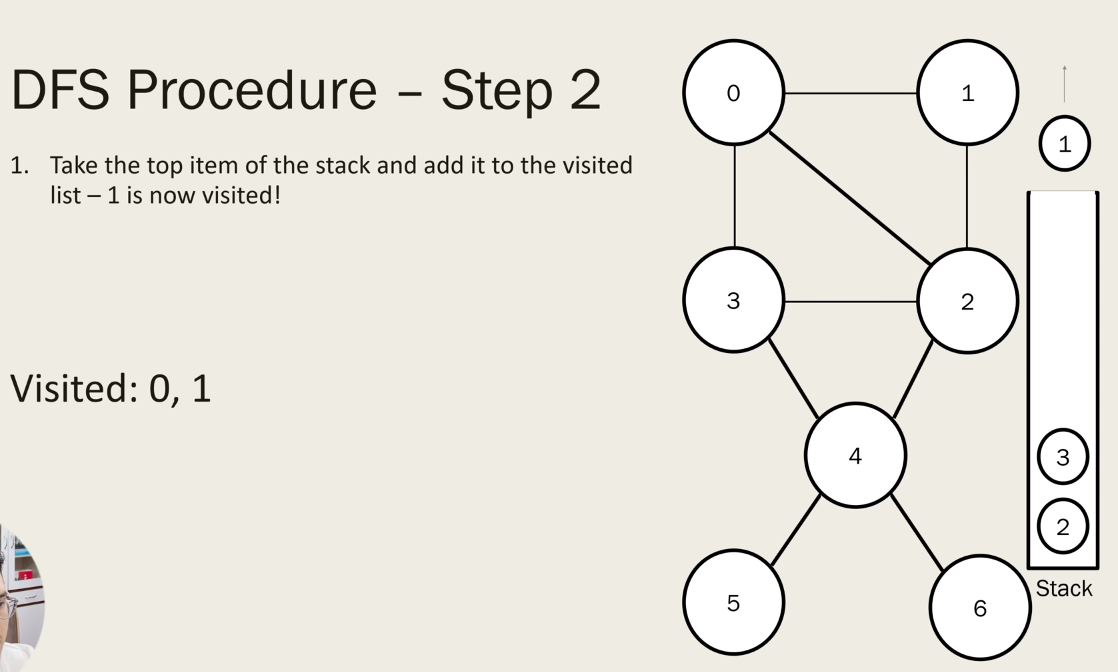 DFS Procedure – Step 2
1. Take the top item of the stack and add it to the visited
list – 1 is now visited!
Visited: 0, 1
0
1
1
3
2
4
3
2
5
6
Stack